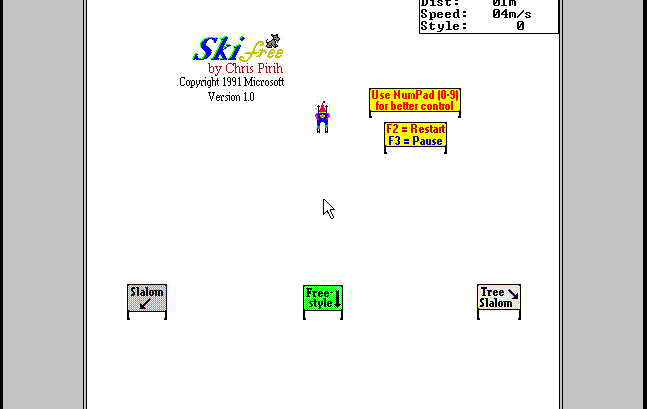 Dist: 01m
Speed: 04m/s
Style: 0
Ski free
by Chris Pirih
Copyright 1991 Microsoft
Version 1.0
Use NumPad (0-9)
for better control
F2 = Restart
F3 = Pause
Slalom
Free-
style
Tree
Slalom